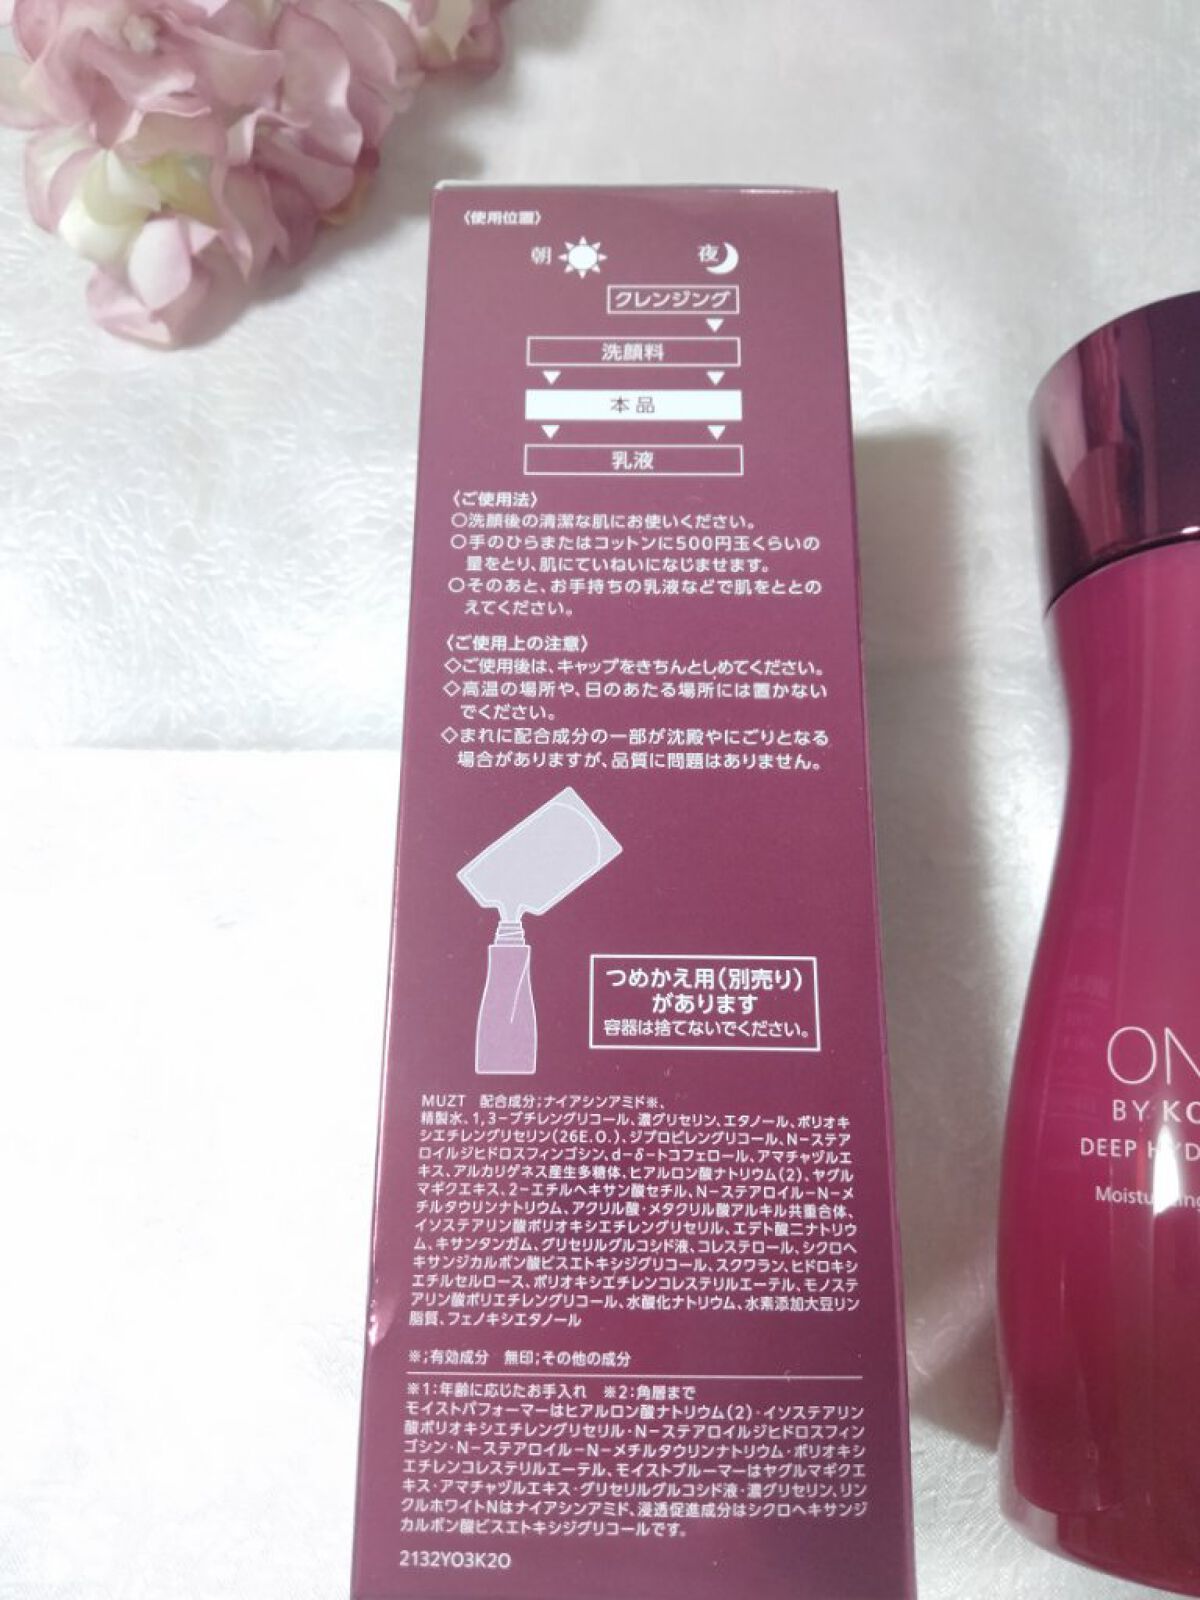 〈使用位置〉
朝 夜
クレンジング
洗顔料
本品
乳液
〈ご使用法〉
○洗顔後の清潔な肌にお使いください。
○手のひらまたはコットンに500円玉くらいの
量をとり、肌にていねいになじませます。
○そのあと、お手持ちの乳液などで肌をととの
えてください。
〈ご使用上の注意〉
◇ご使用後は、キャップをきちんとしめてください。
◇高温の場所や、日のあたる場所には置かない
でください。
◇まれに配合成分の一部が沈殿やにごりとなる
場合がありますが、品質に問題はありません。
つめかえ用(別売り)
があります
容器は捨てないでください。
MUZT 配合成分;ナイアシンアミド※、
精製水、1,3−ブチレングリコール、濃グリセリン、エタノール、ポリオキ
シエチレングリセリン(26E.O.)、ジプロピレングリコール、N−ステア
ロイルジヒドロスフィンゴシン、d−δ−トコフェロール、アマチャヅルエ
キス、アルカリゲネス産生多糖体、ヒアルロン酸ナトリウム(2)、ヤグル
マギクエキス、2−エチルヘキサン酸セチル、N−ステアロイル−N−メ
チルタウリンナトリウム、アクリル酸・メタクリル酸アルキル共重合体、
イソステアリン酸ポリオキシエチレングリセリル、エデト酸二ナトリウ
ム、キサンタンガム、グリセリルグルコシド液、コレステロール、シクロヘ
キサンジカルボン酸ビスエトキシジグリコール、スクワラン、ヒドロキシ
エチルセルロース、ポリオキシエチレンコレステリルエーテル、モノステ
アリン酸ポリエチレングリコール、水酸化ナトリウム、水素添加大豆リン
脂質、フェノキシエタノール
※;有効成分 無印;その他の成分
※1:年齢に応じたお手入れ ※2:角層まで
モイストパフォーマーはヒアルロン酸ナトリウム(2)・イソステアリン
酸ポリオキシエチレングリセリル・N−ステアロイルジヒドロスフィン
ゴシン・N−ステアロイル−N−メチルタウリンナトリウム・ポリオキシ
エチレンコレステリルエーテル、モイストブルーマーはヤグルマギクエ
キス・アマチャヅルエキス・グリセリルグルコシド液・濃グリセリン、リン
クルホワイトNはナイアシンアミド、浸透促進成分はシクロヘキサンジ
カルボン酸ビスエトキシジグリコールです。
2132YO3K2O
ON
BY KO
DEEP HYD
Moisturizing